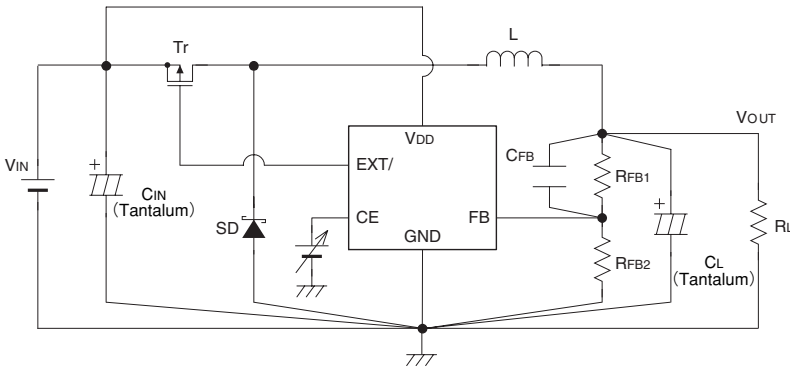 Tr
L
VOUT
VDD
CFB
EXT/
RFB1
VIN
+
CIN
(Tantalum)
+
CE
FB
SD
RL
GND
RFB2
CL
(Tantalum)